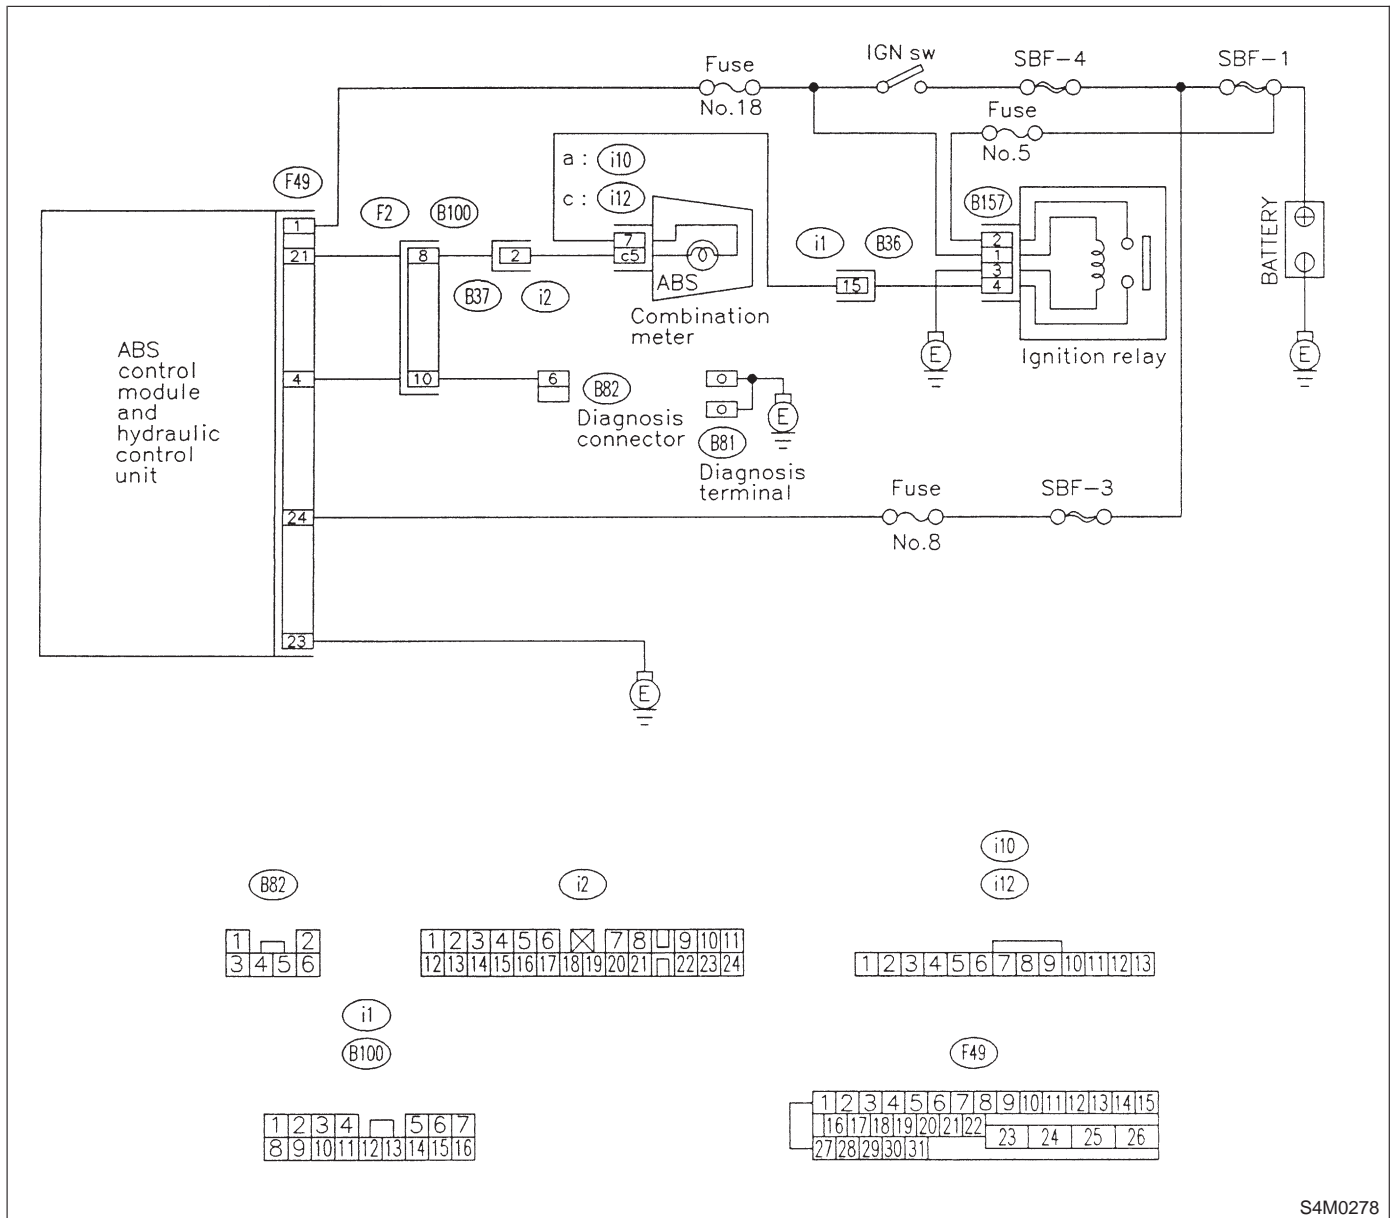 IGN sw
SBF-4
SBF-1
Fuse
No.18
Fuse
No.5
a : i10
c : i12
F49
F2
B100
B157
i1
B36
BATTERY
1
21
8
2
7
c5
ABS
15
2
1
3
4
B37
i2
Combination
meter
E
Ignition relay
E
ABS
control
module
and
hydraulic
control
unit
4
10
6
B82
Diagnosis
connector
E
B81
Diagnosis
terminal
24
Fuse
No.8
SBF-3
23
E
B82
1 2
3 4 5 6
i2
1 2 3 4 5 6 7 8 9 10 11
12 13 14 15 16 17 18 19 20 21 22 23 24
i10
i12
1 2 3 4 5 6 7 8 9 10 11 12 13
i1
B100
1 2 3 4 5 6 7
8 9 10 11 12 13 14 15 16
F49
1 2 3 4 5 6 7 8 9 10 11 12 13 14 15
16 17 18 19 20 21 22 23 24 25 26
27 28 29 30 31
S4M0278